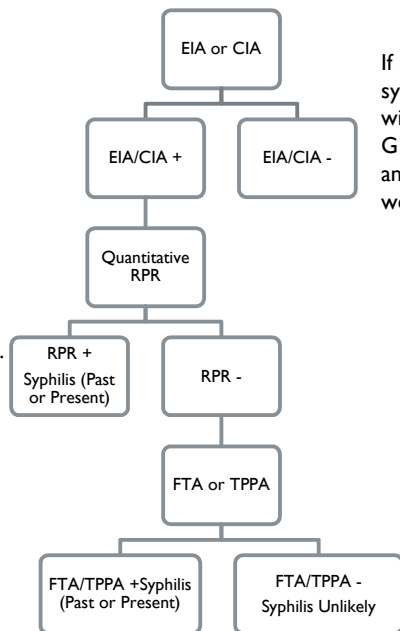 EIA or CIA
If
sy
wi
G
an
EIA/CIA +
EIA/CIA -
Quantitative
RPR
.
RPR +
Syphilis (Past
or Present)
RPR -
FTA or TPPA
FTA/TPPA +Syphilis
(Past or Present)
FTA/TPPA -
Syphilis Unlikely